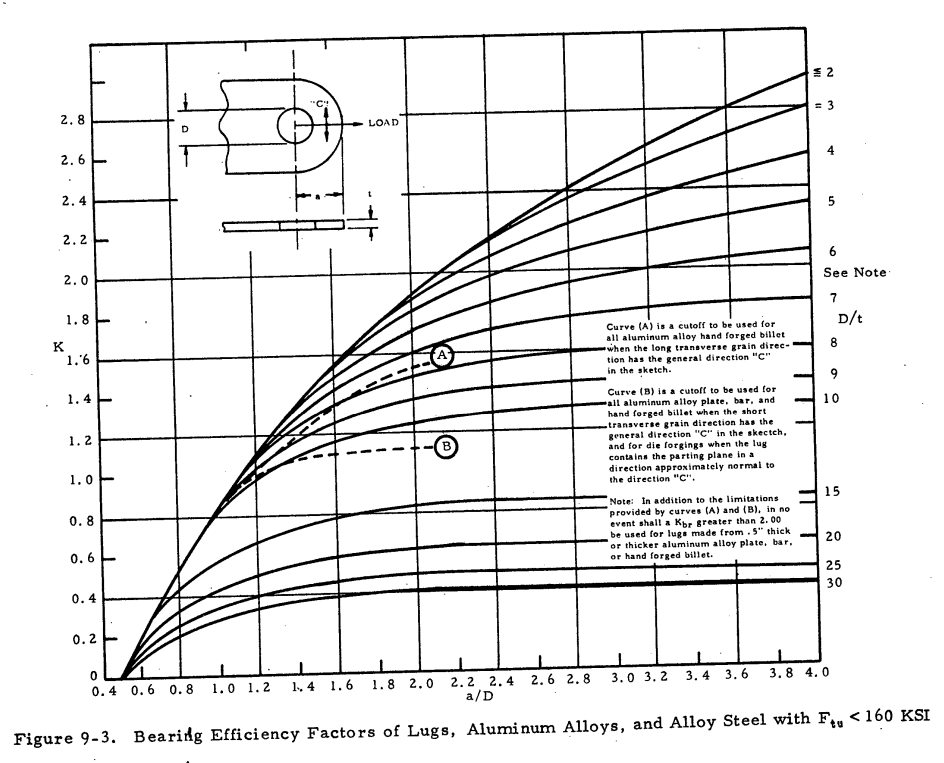 "C"
D
LOAD
a
t
K
2.8
2.6
2.4
2.2
2.0
1.8
1.6
1.4
1.2
1.0
0.8
0.6
0.4
0.2
0
≦ 2
= 3
4
5
6
See Note
7
D/t
8
9
10
15
20
25
30
A
B
Curve (A) is a cutoff to be used for
all aluminum alloy hand forged billet
when the long transverse grain direc-
tion has the general direction "C"
in the sketch.
Curve (B) is a cutoff to be used for
all aluminum alloy plate, bar, and
hand forged billet when the short
transverse grain direction has the
general direction "C" in the skectch,
and for die forgings when the lug
contains the parting plane in a
direction approximately normal to
the direction "C".
Note: In addition to the limitations
provided by curves (A) and (B), in no
event shall a Kbr greater than 2.00
be used for lugs made from .5" thick
or thicker aluminum alloy plate, bar,
or hand forged billet.
0.4 0.6 0.8 1.0 1.2 1.4 1.6 1.8 2.0 2.2 2.4 2.6 2.8 3.0 3.2 3.4 3.6 3.8 4.0
a/D
Figure 9-3. Bearing Efficiency Factors of Lugs, Aluminum Alloys, and Alloy Steel with Ftu < 160 KSI